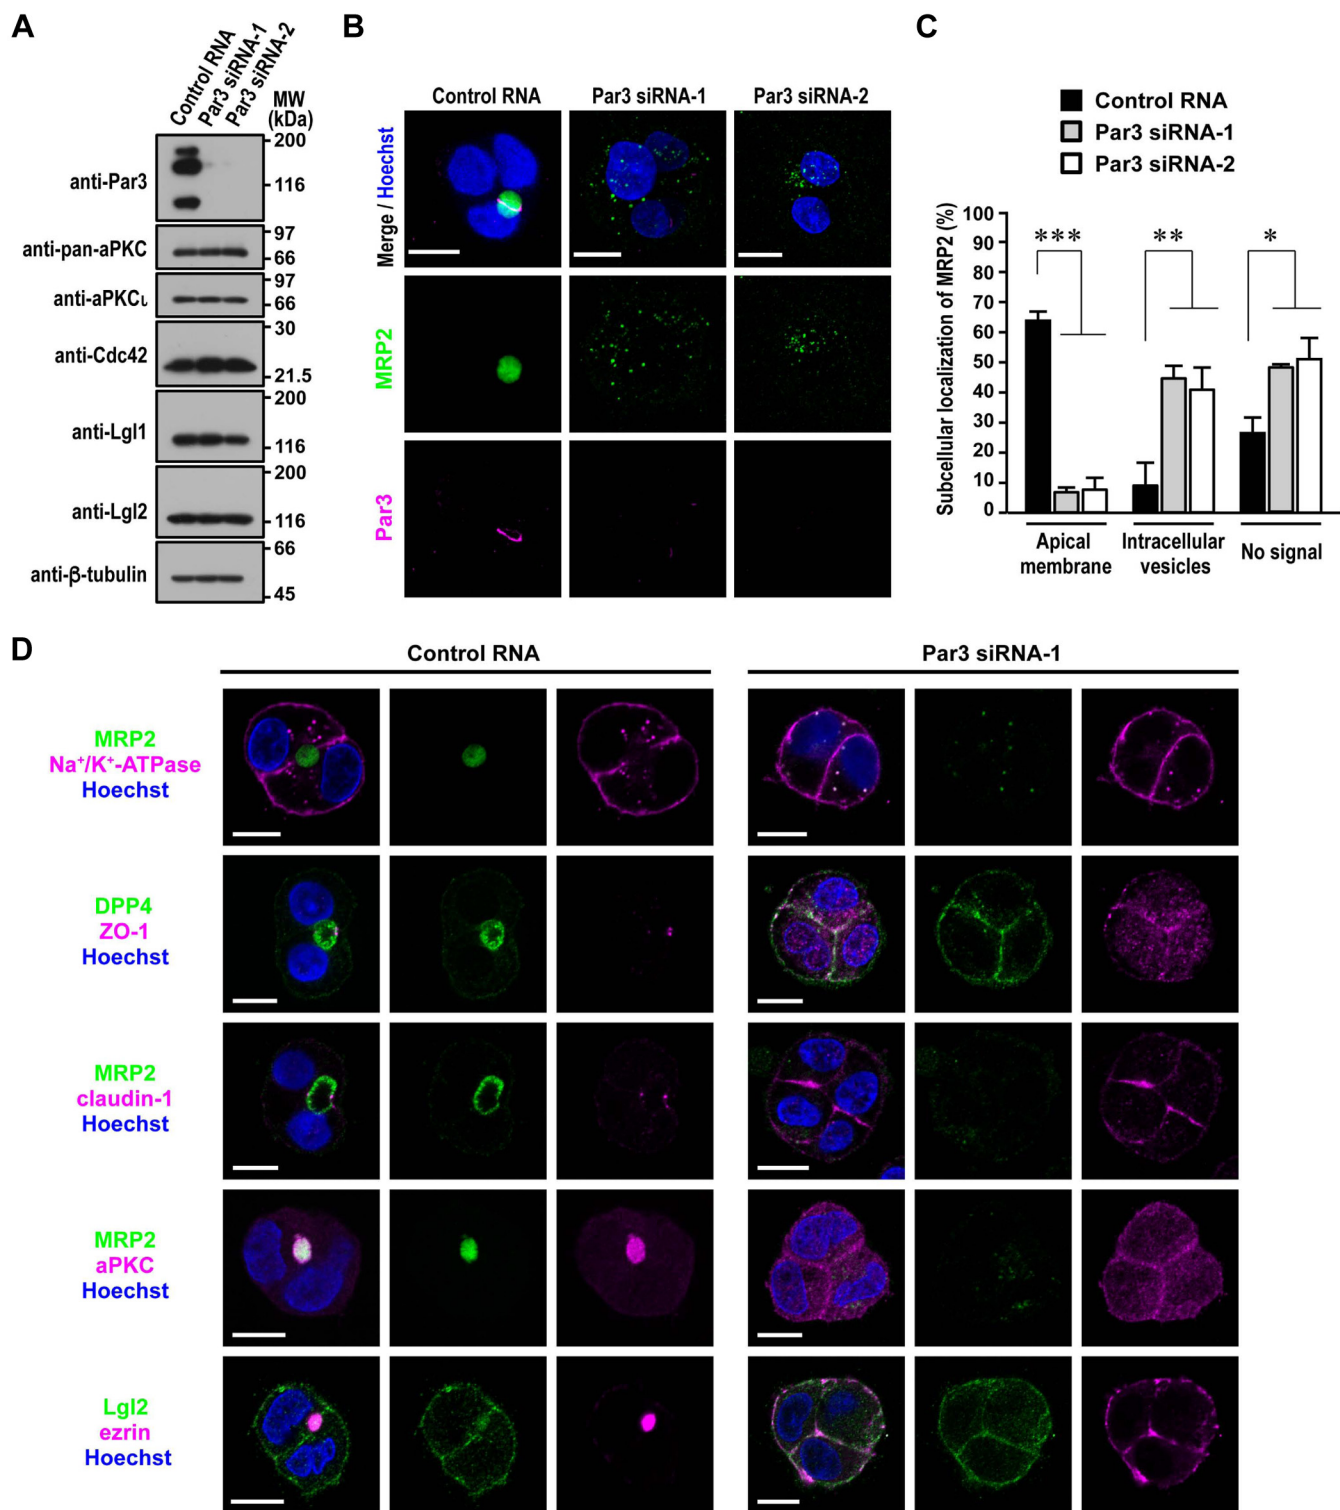 A
Control RNA
Par3 siRNA-1
Par3 siRNA-2
MW
(kDa)
anti-Par3
200
116
anti-pan-aPKC
97
66
anti-aPKCι
97
66
anti-Cdc42
30
21.5
anti-Lgl1
200
116
anti-Lgl2
200
116
anti-β-tubulin
66
45
B
Control RNA
Par3 siRNA-1
Par3 siRNA-2
Merge / Hoechst
MRP2
Par3
C
Control RNA
Par3 siRNA-1
Par3 siRNA-2
Subcellular localization of MRP2 (%)
100
90
80
70
60
50
40
30
20
10
0
***
**
*
Apical
membrane
Intracellular
vesicles
No signal
D
Control RNA
Par3 siRNA-1
MRP2
Na⁺/K⁺-ATPase
Hoechst
DPP4
ZO-1
Hoechst
MRP2
claudin-1
Hoechst
MRP2
aPKC
Hoechst
Lgl2
ezrin
Hoechst